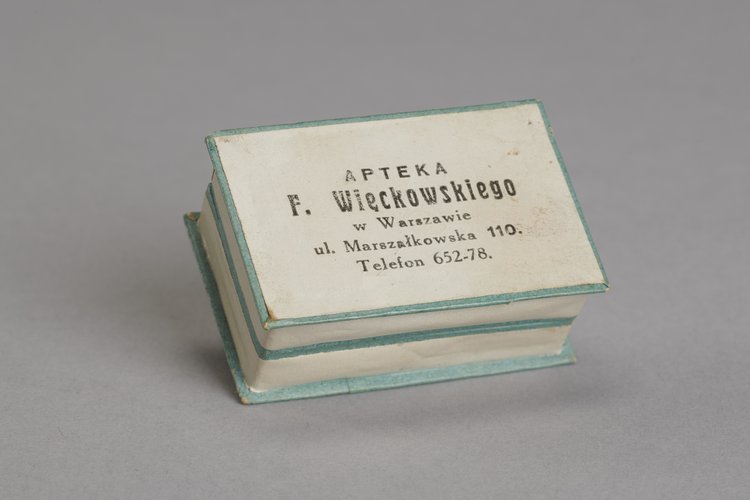 APTEKA
F. Więckowskiego
w Warszawie
ul. Marszałkowska 110.
Telefon 652-78.